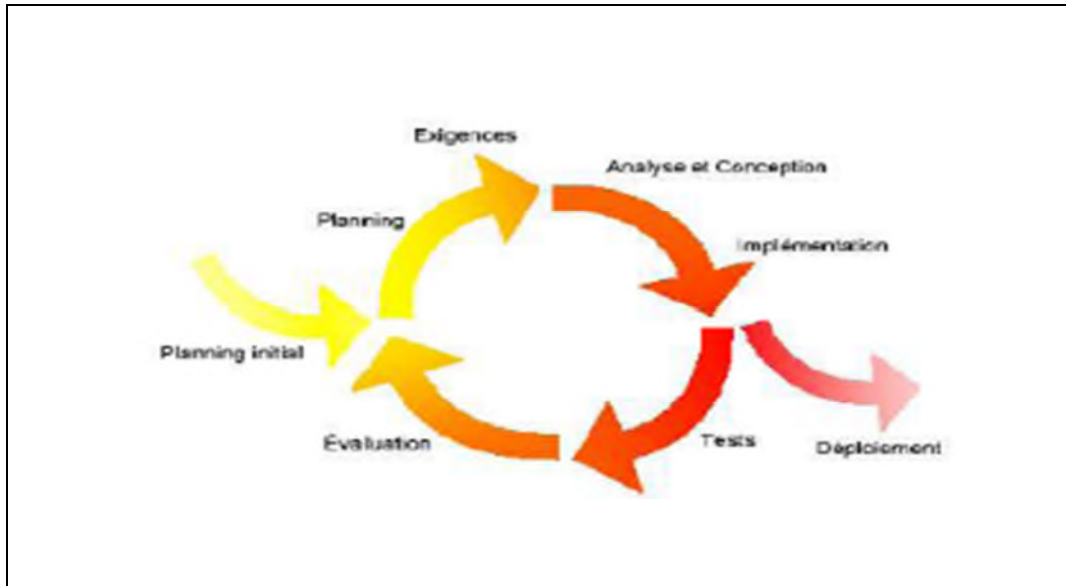 Exigences
Analyse et Conception
Planning
Implémentation
Planning initial
Évaluation
Tests
Déploiement